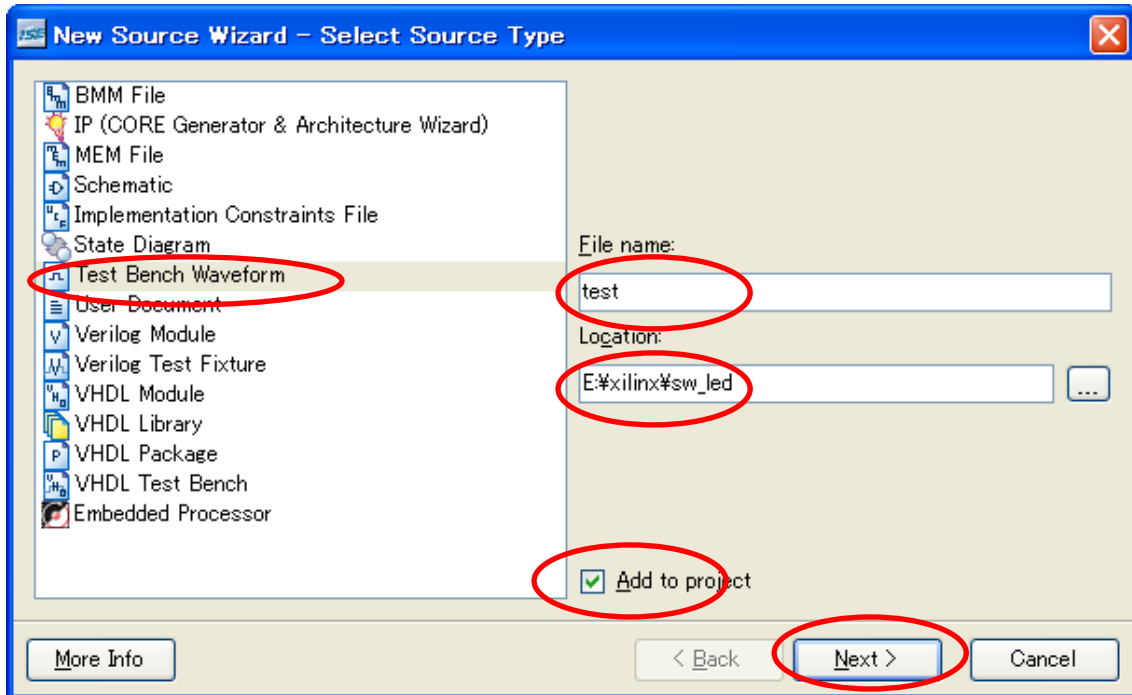 New Source Wizard - Select Source Type
BMM File
IP (CORE Generator & Architecture Wizard)
MEM File
Schematic
Implementation Constraints File
State Diagram
Test Bench Waveform
User Document
Verilog Module
Verilog Test Fixture
VHDL Module
VHDL Library
VHDL Package
VHDL Test Bench
Embedded Processor
File name:
test
Location:
E:¥xilinx¥sw_led
...
Add to project
More Info
< Back
Next >
Cancel